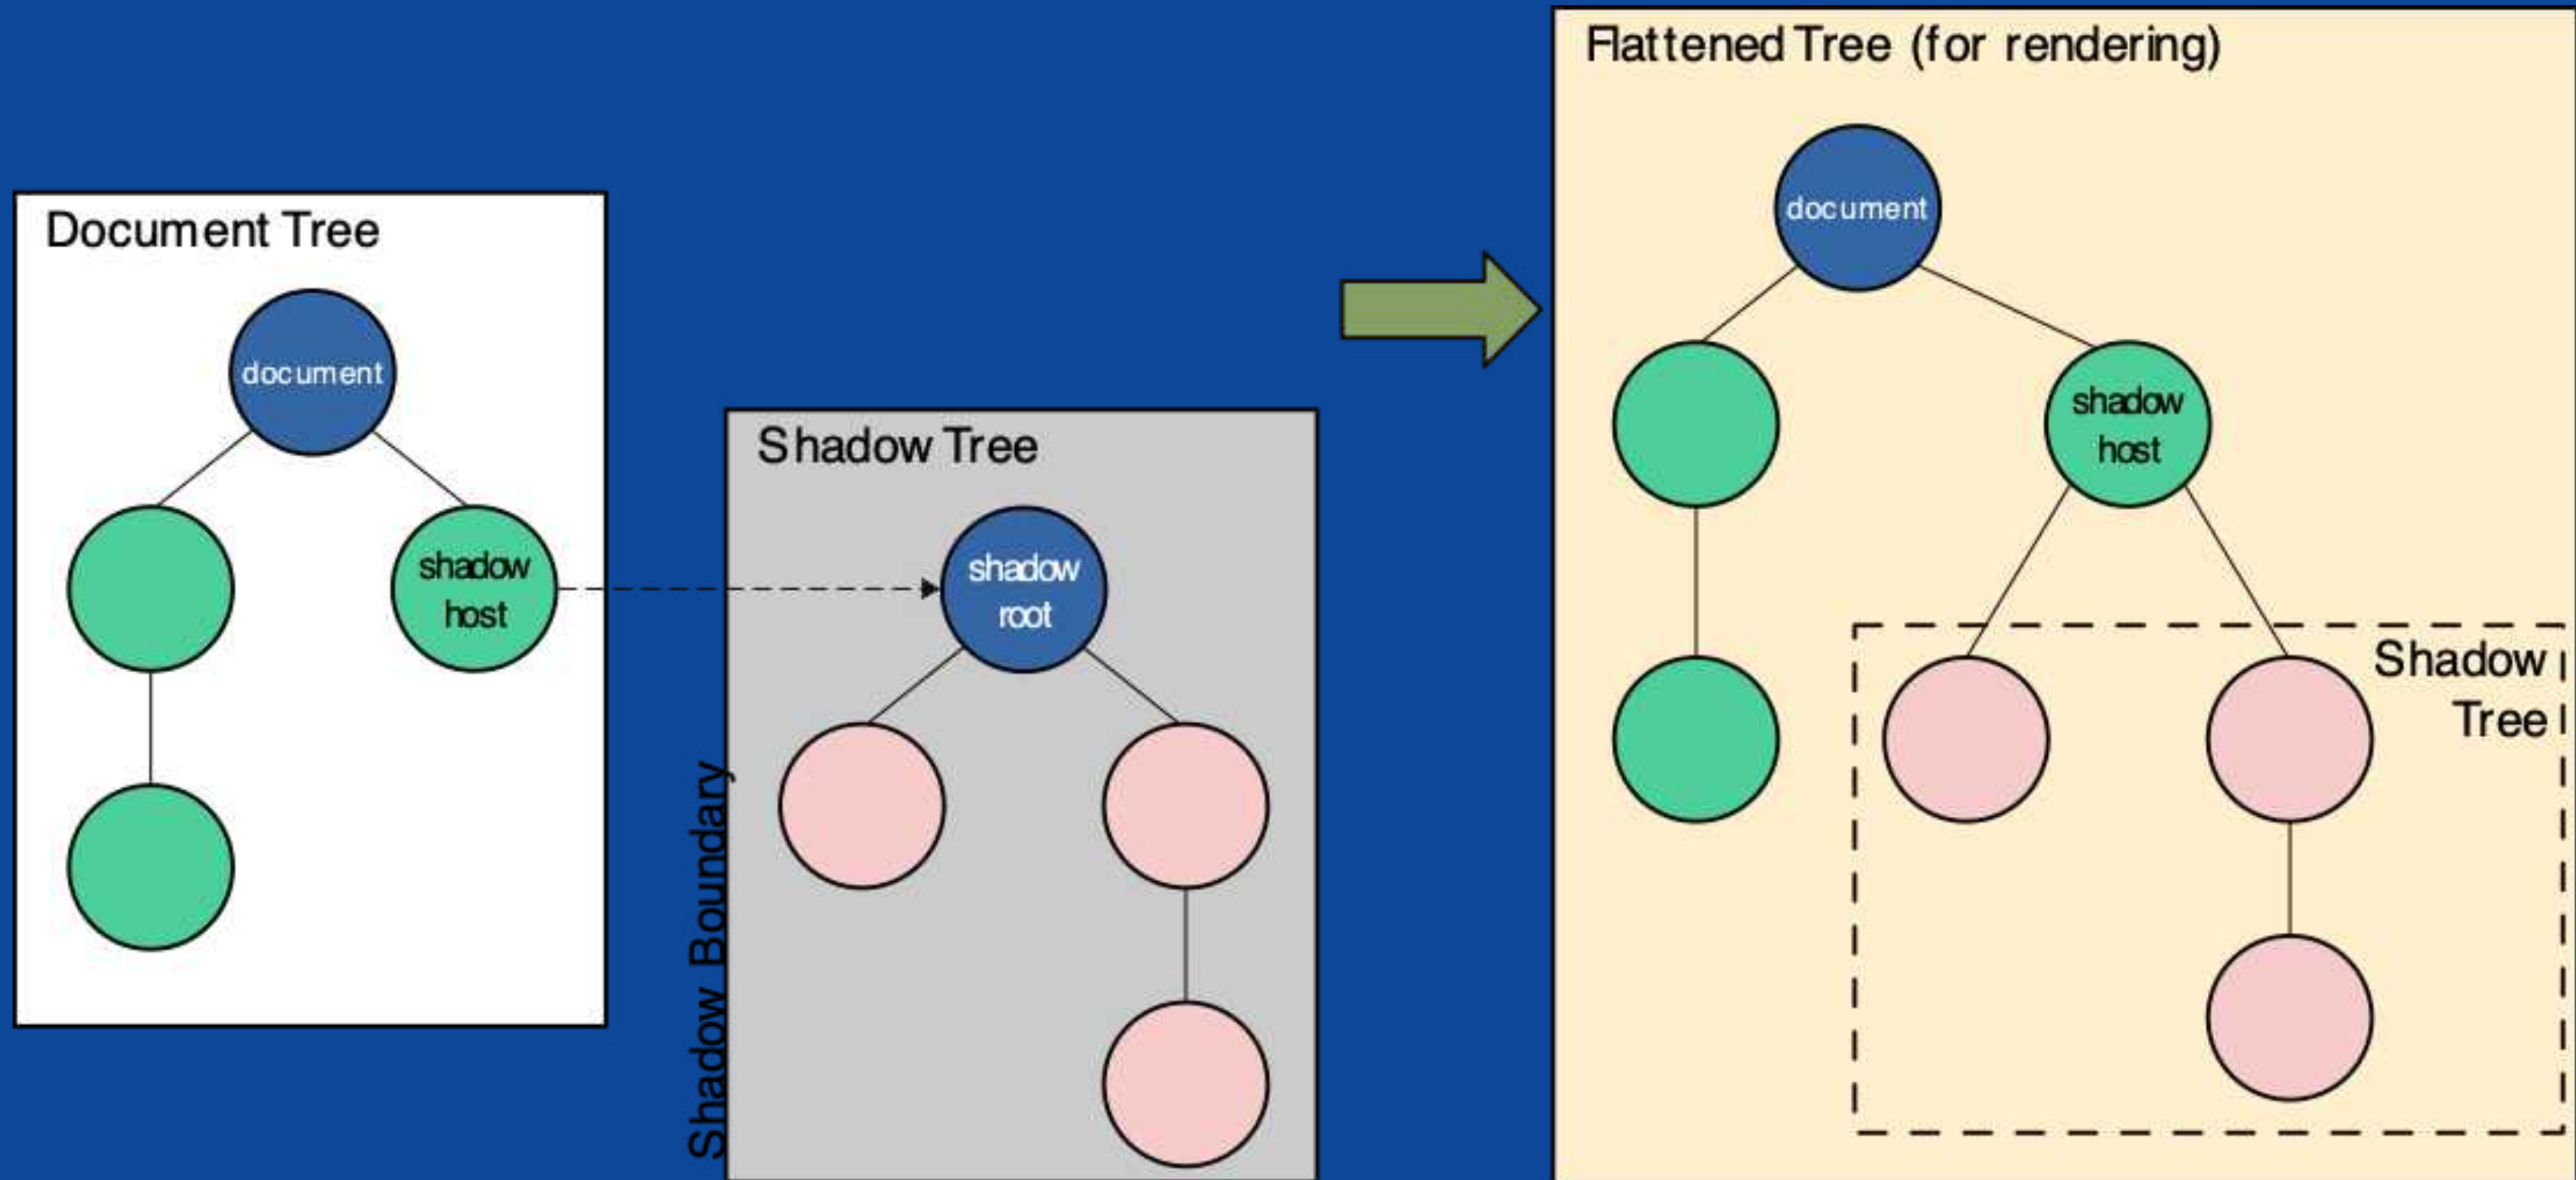 Document Tree
document
shadow
host
Shadow Boundary
Shadow Tree
shadow
root
Flattened Tree (for rendering)
document
shadow
host
Shadow
Tree